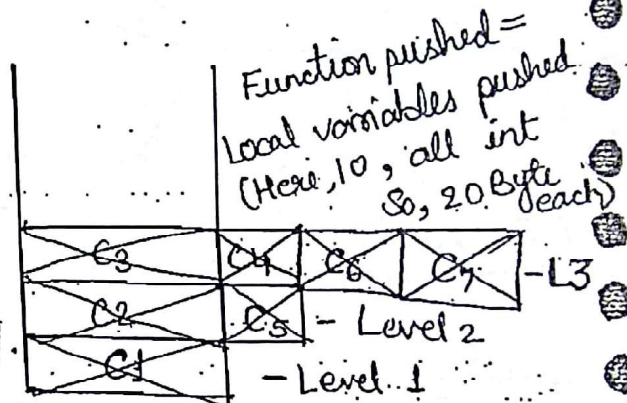 Function pushed =
Local variables pushed
(Here, 10, all int
So, 20 Byte each)
C3 C4 C6 C7 - L3
C2 C5 - Level 2
C1 - Level 1